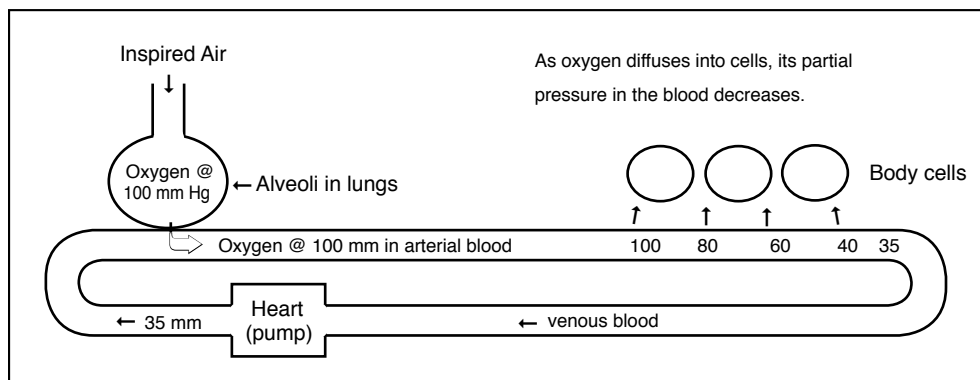 Inspired Air
As oxygen diffuses into cells, its partial
pressure in the blood decreases.
Oxygen @
100 mm Hg
Alveoli in lungs
Body cells
Oxygen @ 100 mm in arterial blood
100 80 60 40 35
Heart
(pump)
35 mm
venous blood